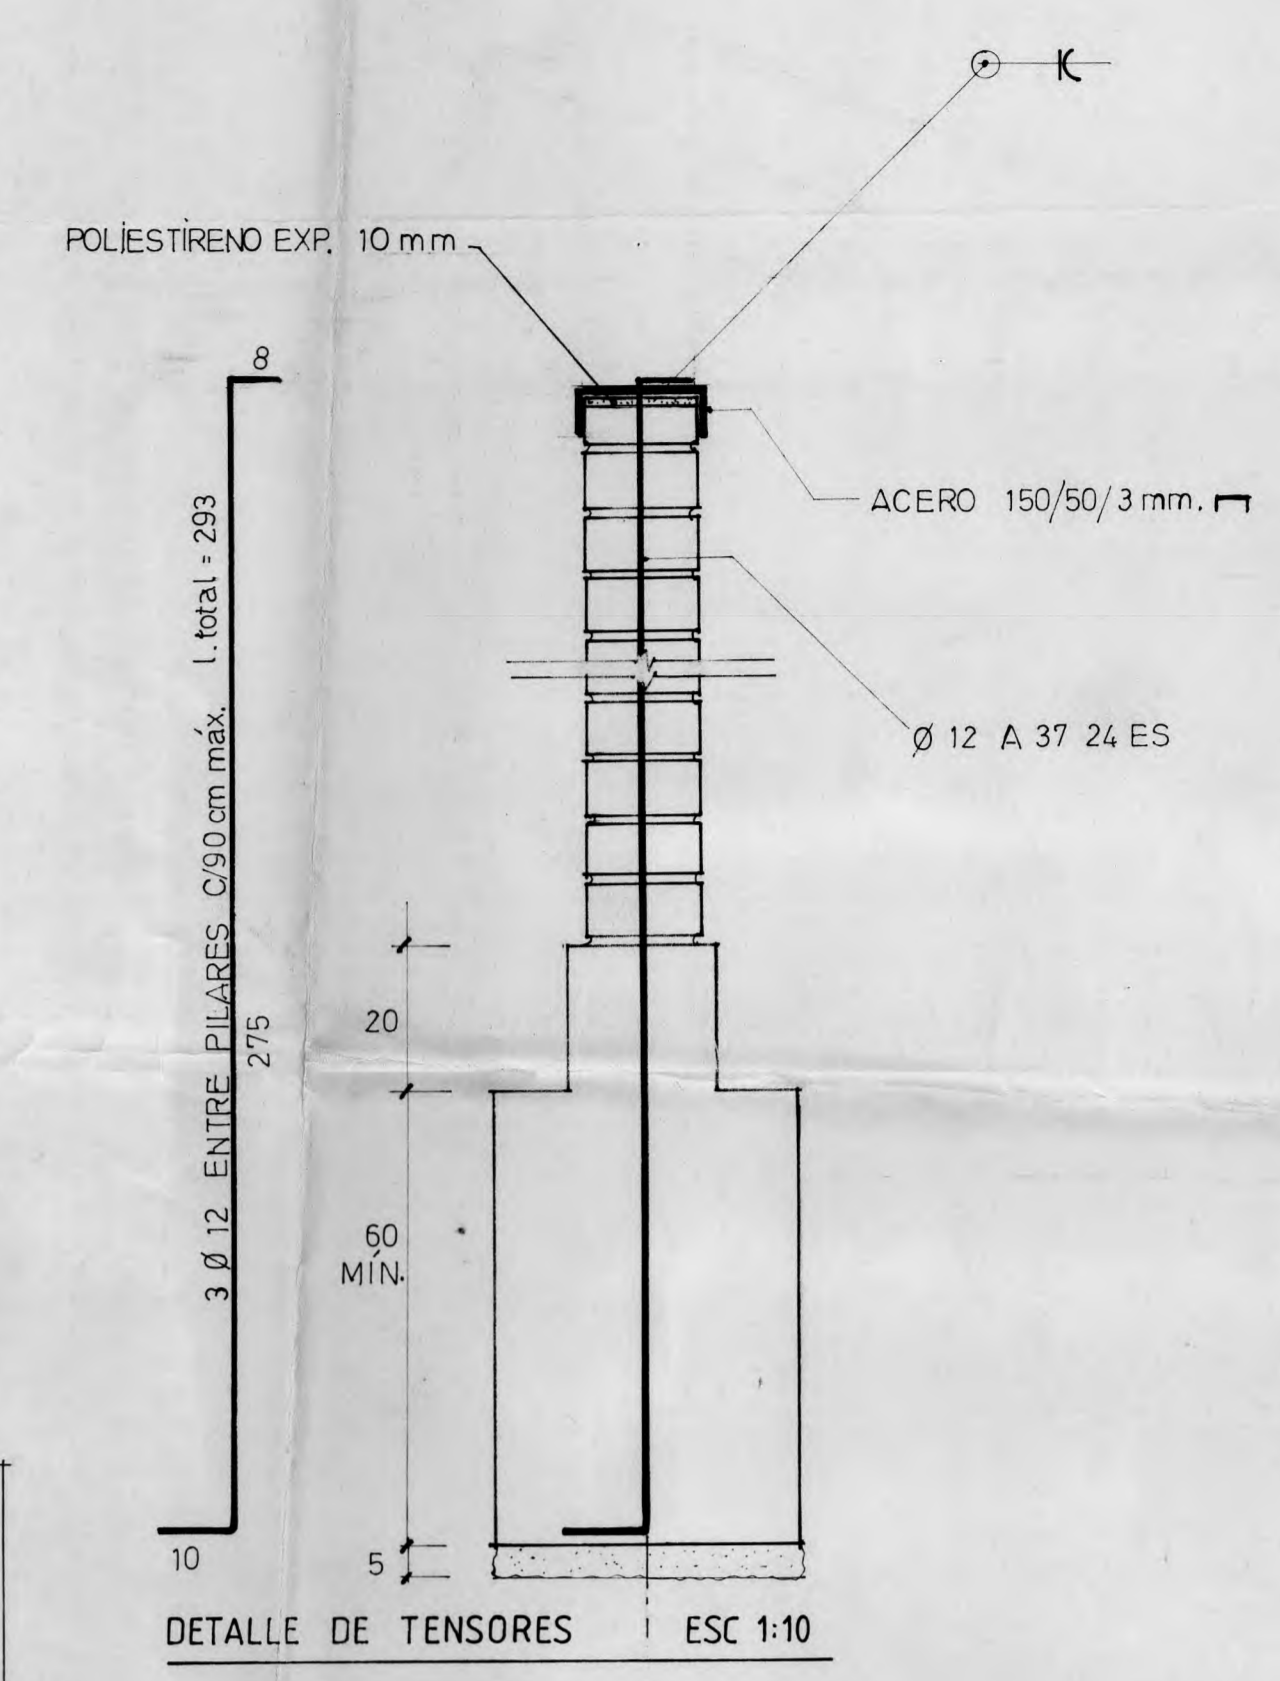 POLIESTIRENO EXP. 10 mm
8
ACERO 150/50/3 mm.
l. total = 293
3 Ø 12 ENTRE PILARES C/90 cm máx.
275
Ø 12 A 37 24 ES
20
60
MÍN.
10
5
DETALLE DE TENSORES ESC 1:10